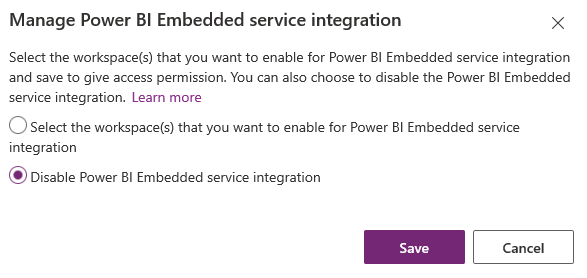 Manage Power BI Embedded service integration
Select the workspace(s) that you want to enable for Power BI Embedded service integration
and save to give access permission. You can also choose to disable the Power BI Embedded
service integration. Learn more
Select the workspace(s) that you want to enable for Power BI Embedded service
integration
Disable Power BI Embedded service integration
Save Cancel